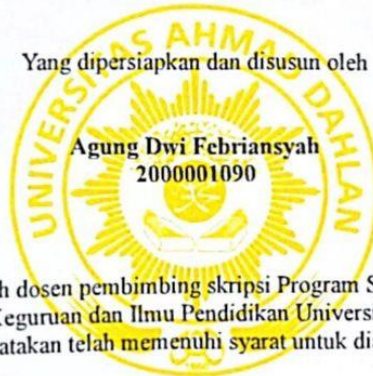 Yang dipersiapkan dan disusun oleh
Agung Dwi Febriansyah
2000001090
UNIVERSITAS AHMAD DAHLAN
h dosen pembimbing skripsi Program S
Keguruan dan Ilmu Pendidikan Universi
atakan telah memenuhi syarat untuk di